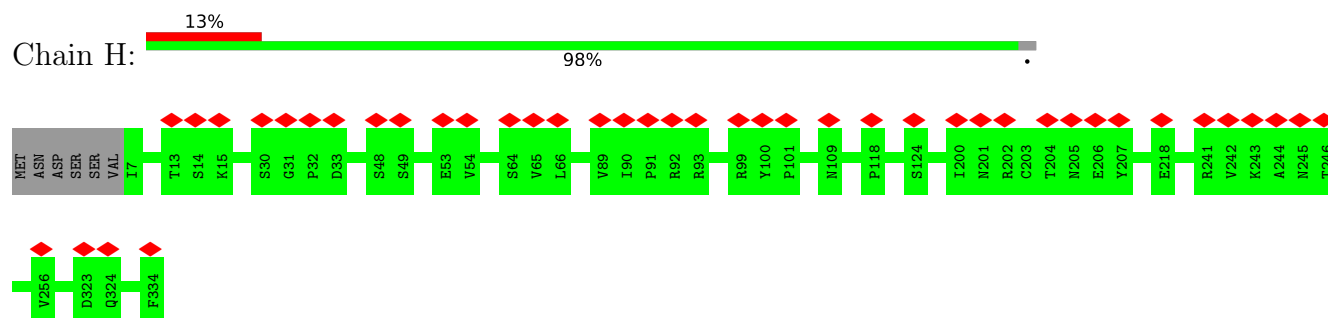 13%
Chain H:
98%
•
MET ASN ASP SER SER VAL I7 T13 S14 K15 S30 G31 P32 D33 S48 S49 E53 V54 S64 V65 L66 V89 I90 P91 R92 R93 R99 Y100 P101 N109 P118 S124 I200 N201 R202 C203 T204 N205 E206 Y207 E218 R241 V242 K243 A244 N245 T246
V256 D323 Q324 F334